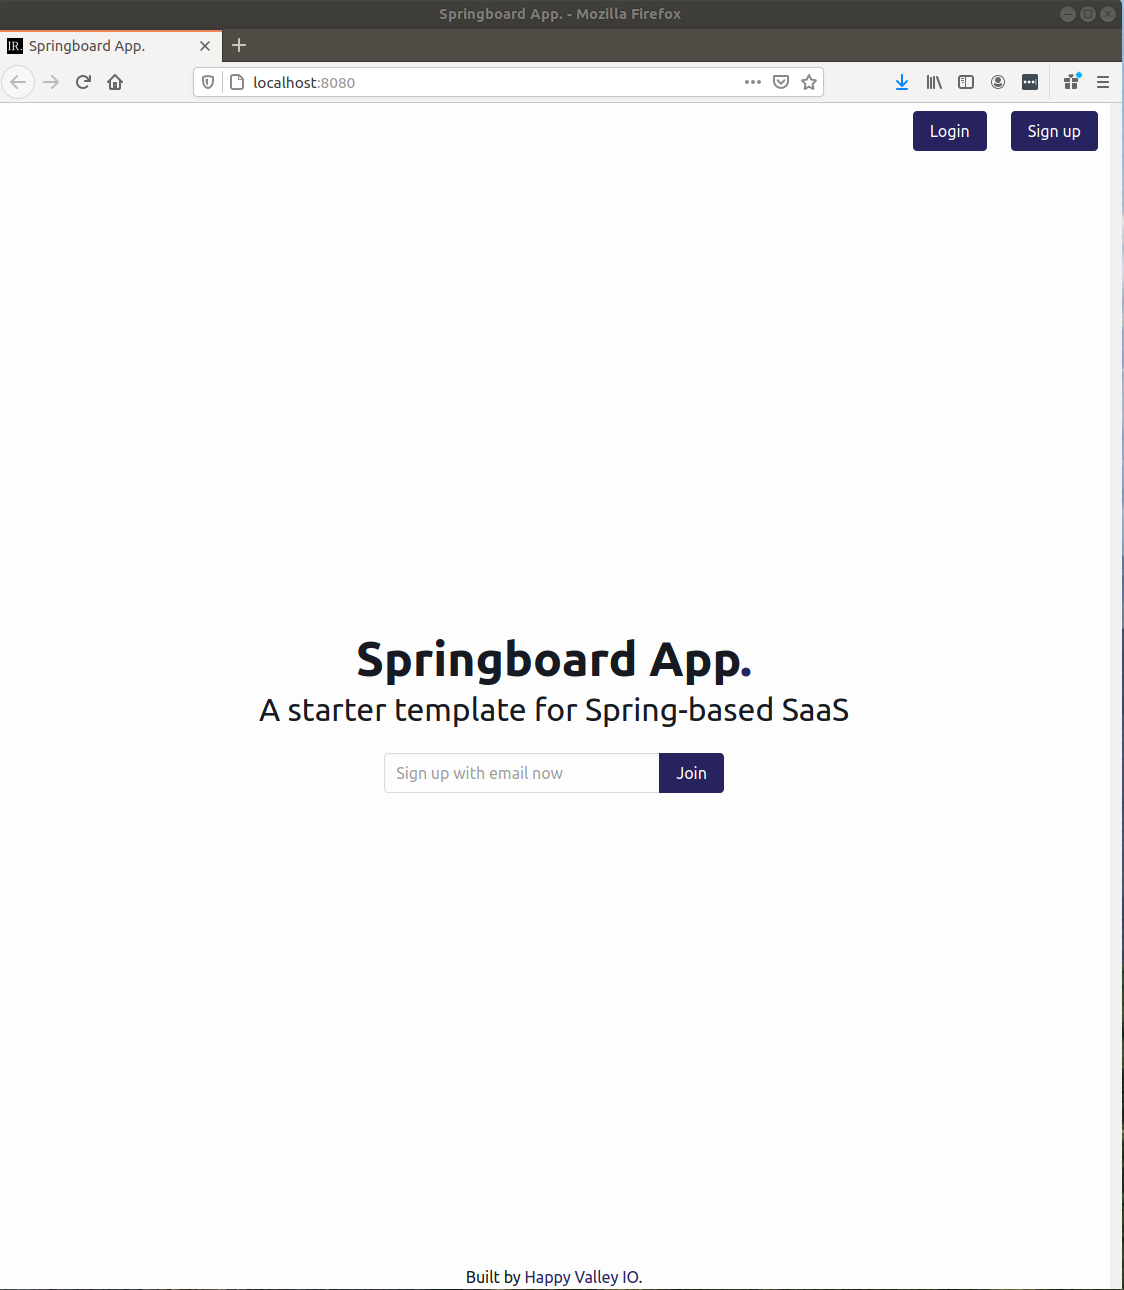 Springboard App. - Mozilla Firefox
IR. Springboard App.
localhost:8080
Login Sign up
Springboard App.
A starter template for Spring-based SaaS
Sign up with email now Join
Built by Happy Valley IO.